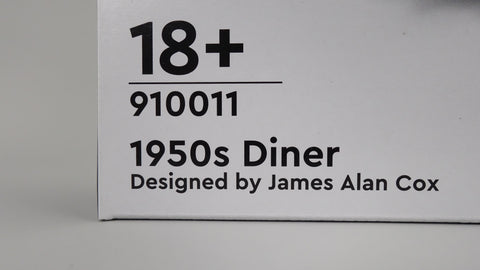 18+
910011
1950s Diner
Designed by James Alan Cox